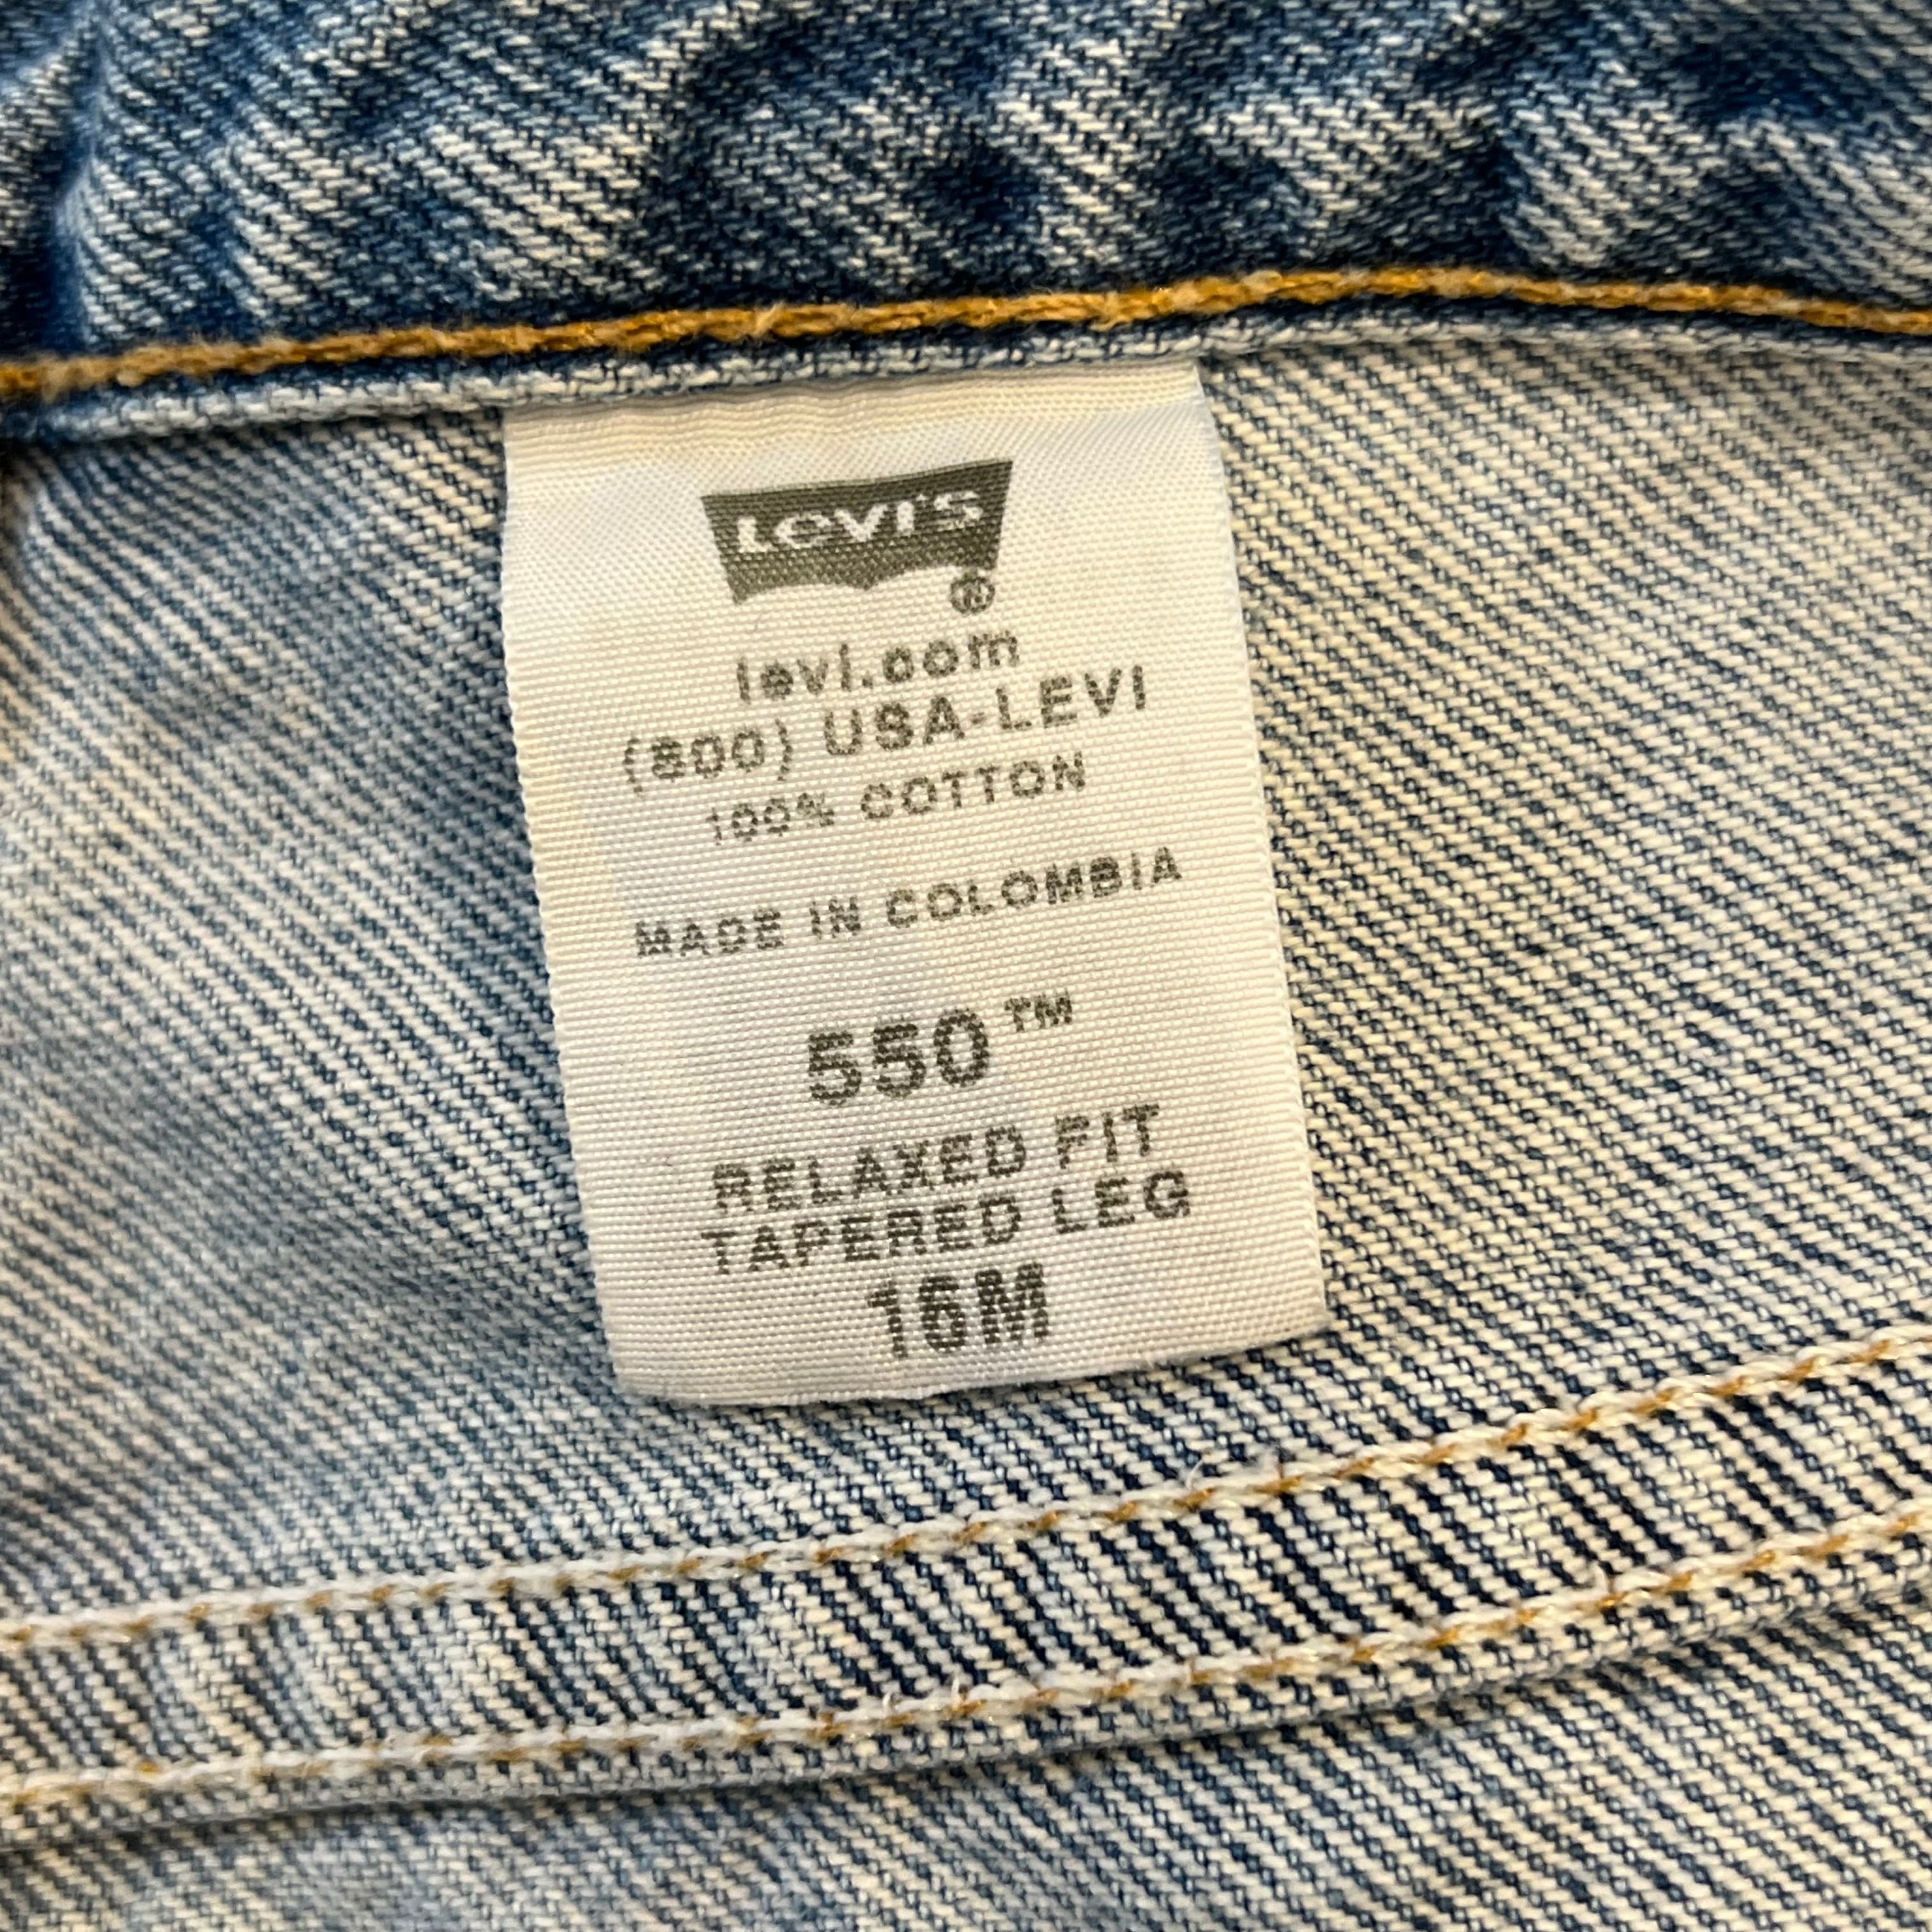 Levi's
®
levi.com
(800) USA-LEVI
100% COTTON
MADE IN COLOMBIA
550™
RELAXED FIT
TAPERED LEG
16M